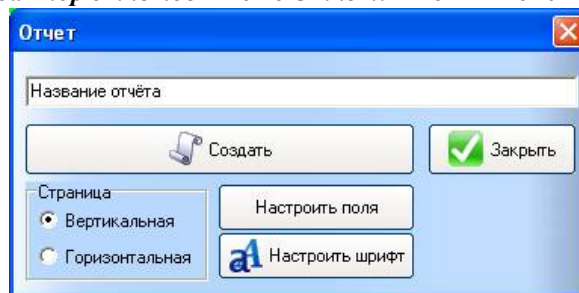 Отчет
Название отчёта
Создать
Закрыть
Страница
Вертикальная
Горизонтальная
Настроить поля
Настроить шрифт